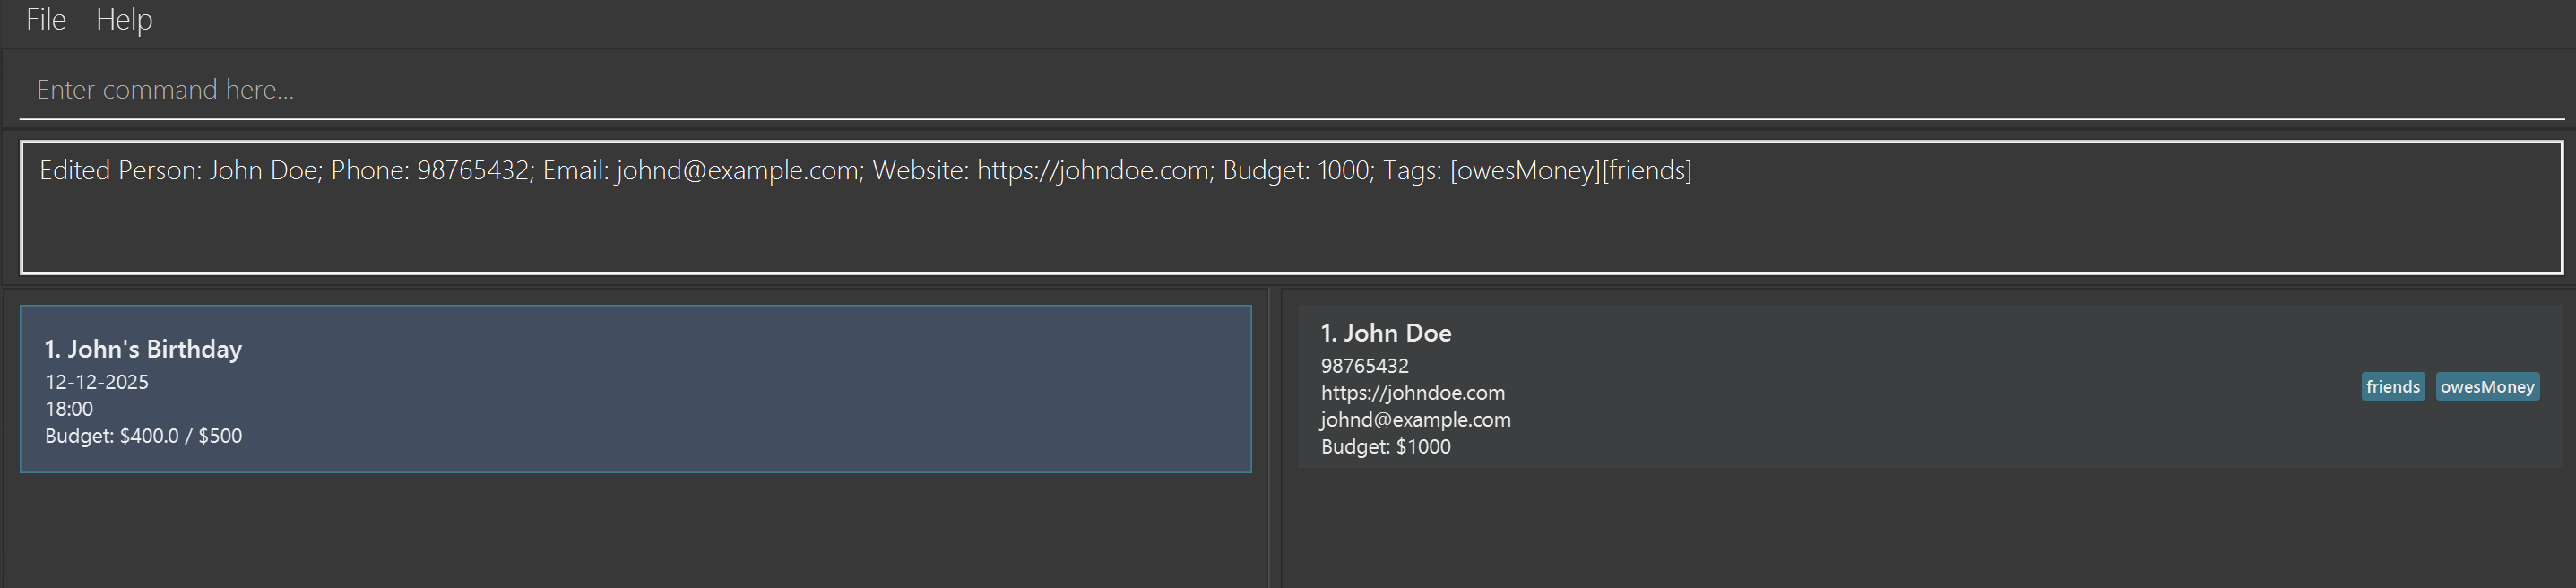 File Help
Enter command here...
Edited Person: John Doe; Phone: 98765432; Email: johnd@example.com; Website: https://johndoe.com; Budget: 1000; Tags: [owesMoney][friends]
1. John's Birthday
12-12-2025
18:00
Budget: $400.0 / $500
1. John Doe
98765432
https://johndoe.com
johnd@example.com
Budget: $1000
friends owesMoney